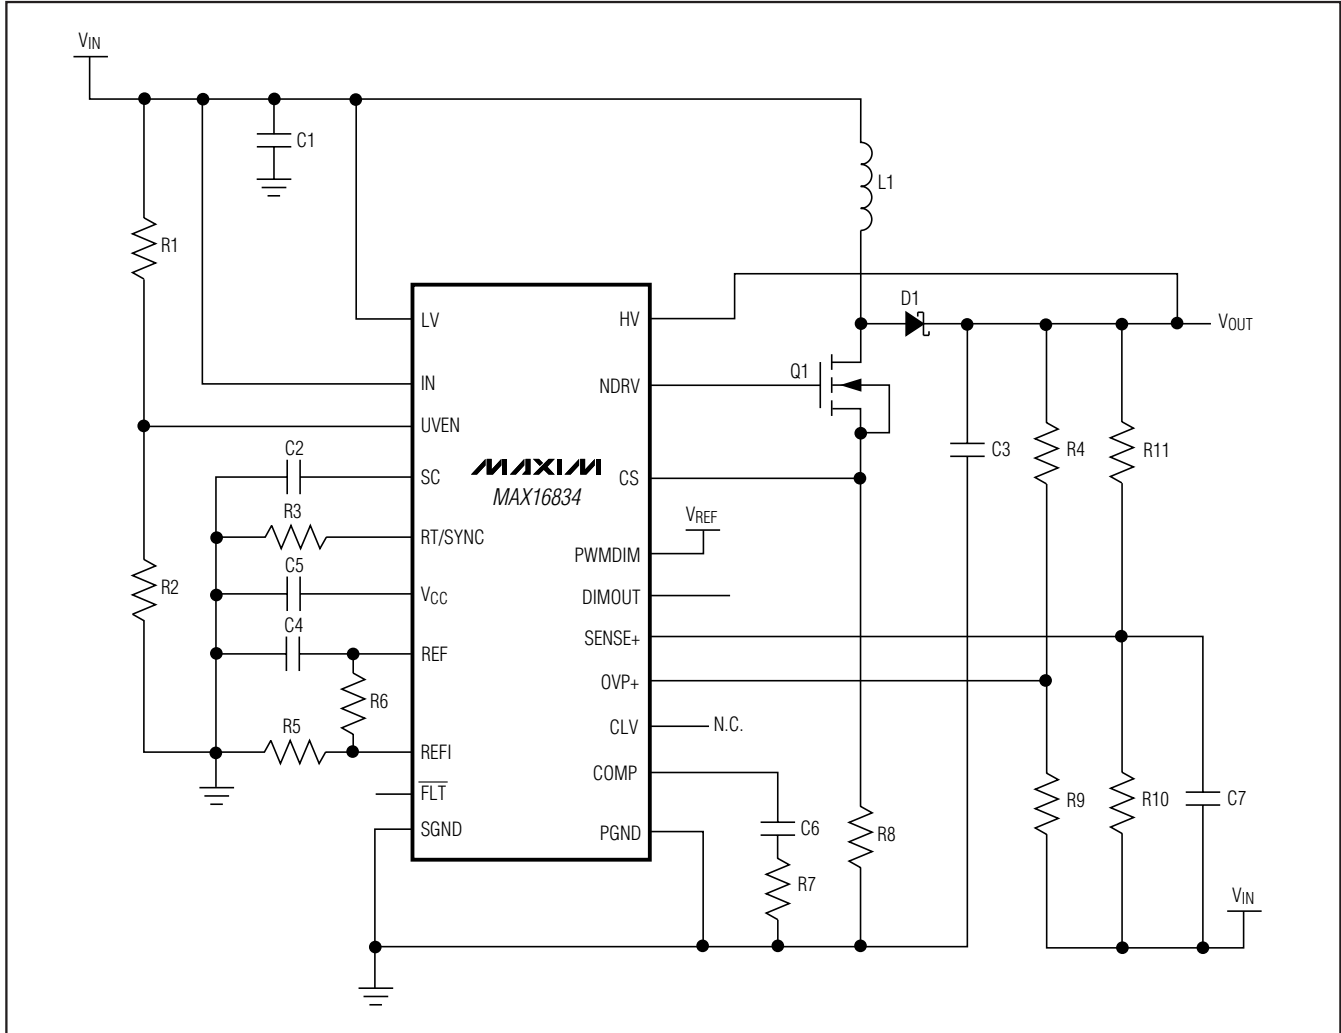 VIN
C1
L1
R1
D1
LV
HV
VOUT
IN
NDRV
Q1
UVEN
C2
SC
MAXIM
MAX16834
CS
C3
R4
R11
R3
RT/SYNC
VREF
PWMDIM
C5
VCC
DIMOUT
R2
C4
REF
SENSE+
R6
OVP+
R5
REFI
CLV
N.C.
FLT
COMP
SGND
PGND
C6
R7
R8
R9
R10
C7
VIN